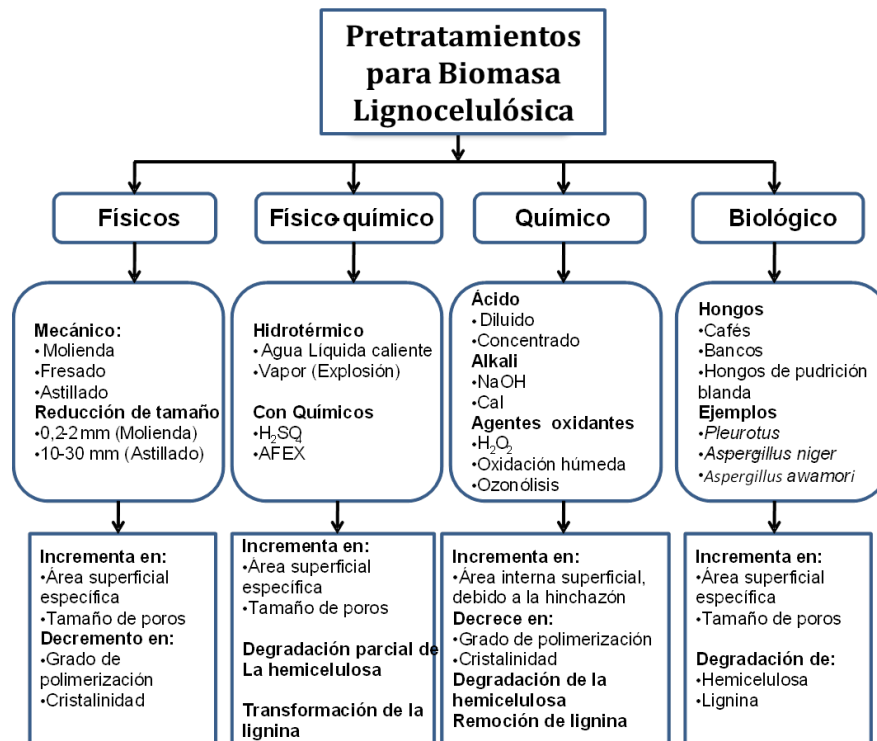 Pretratamientos
para Biomasa
Lignocelulósica
Físicos
Físico-químico
Químico
Biológico
Mecánico:
•Molienda
•Fresado
•Astillado
Reducción de tamaño
•0,2-2 mm (Molienda)
•10-30 mm (Astillado)
Hidrotérmico
•Agua Líquida caliente
•Vapor (Explosión)
Con Químicos
•H₂SO₄
•AFEX
Ácido
•Diluido
•Concentrado
Alkali
•NaOH
•Cal
Agentes oxidantes
•H₂O₂
•Oxidación húmeda
•Ozonólisis
Hongos
•Cafés
•Bancos
•Hongos de pudrición
blanda
Ejemplos
•Pleurotus
•Aspergillus niger
•Aspergillus awamori
Incrementa en:
•Área superficial
específica
•Tamaño de poros
Decremento en:
•Grado de
polimerización
•Cristalinidad
Incrementa en:
•Área superficial
específica
•Tamaño de poros
Degradación parcial de
La hemicelulosa
Transformación de la
lignina
Incrementa en:
•Área interna superficial,
debido a la hinchazón
Decrece en:
•Grado de polimerización
•Cristalinidad
Degradación de la
hemicelulosa
Remoción de lignina
Incrementa en:
•Área superficial
específica
•Tamaño de poros
Degradación de:
•Hemicelulosa
•Lignina